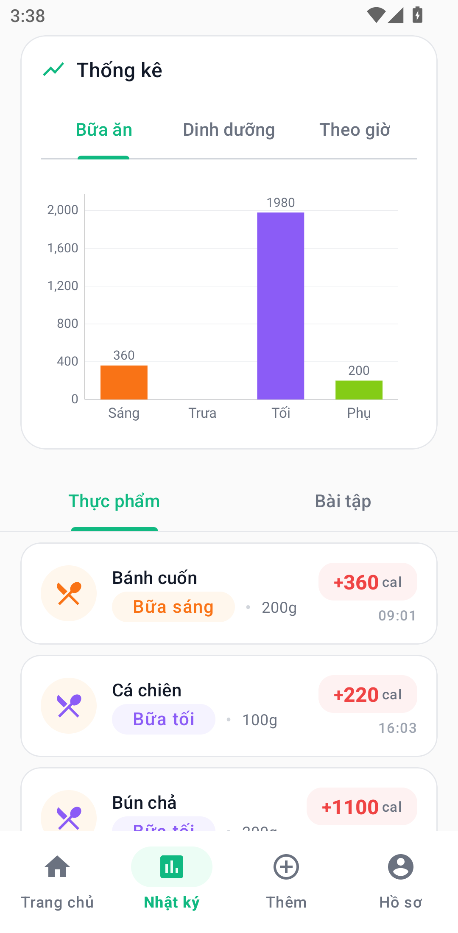 3:38
Thống kê
Bữa ăn Dinh dưỡng Theo giờ
1980
2,000
1,600
1,200
800
360
400
200
0
Sáng Trưa Tối Phụ
Thực phẩm Bài tập
Bánh cuốn
+360 cal
Bữa sáng • 200g
09:01
Cá chiên
+220 cal
Bữa tối • 100g
16:03
Bún chả
+1100 cal
Bữa tối
Trang chủ Nhật ký Thêm Hồ sơ